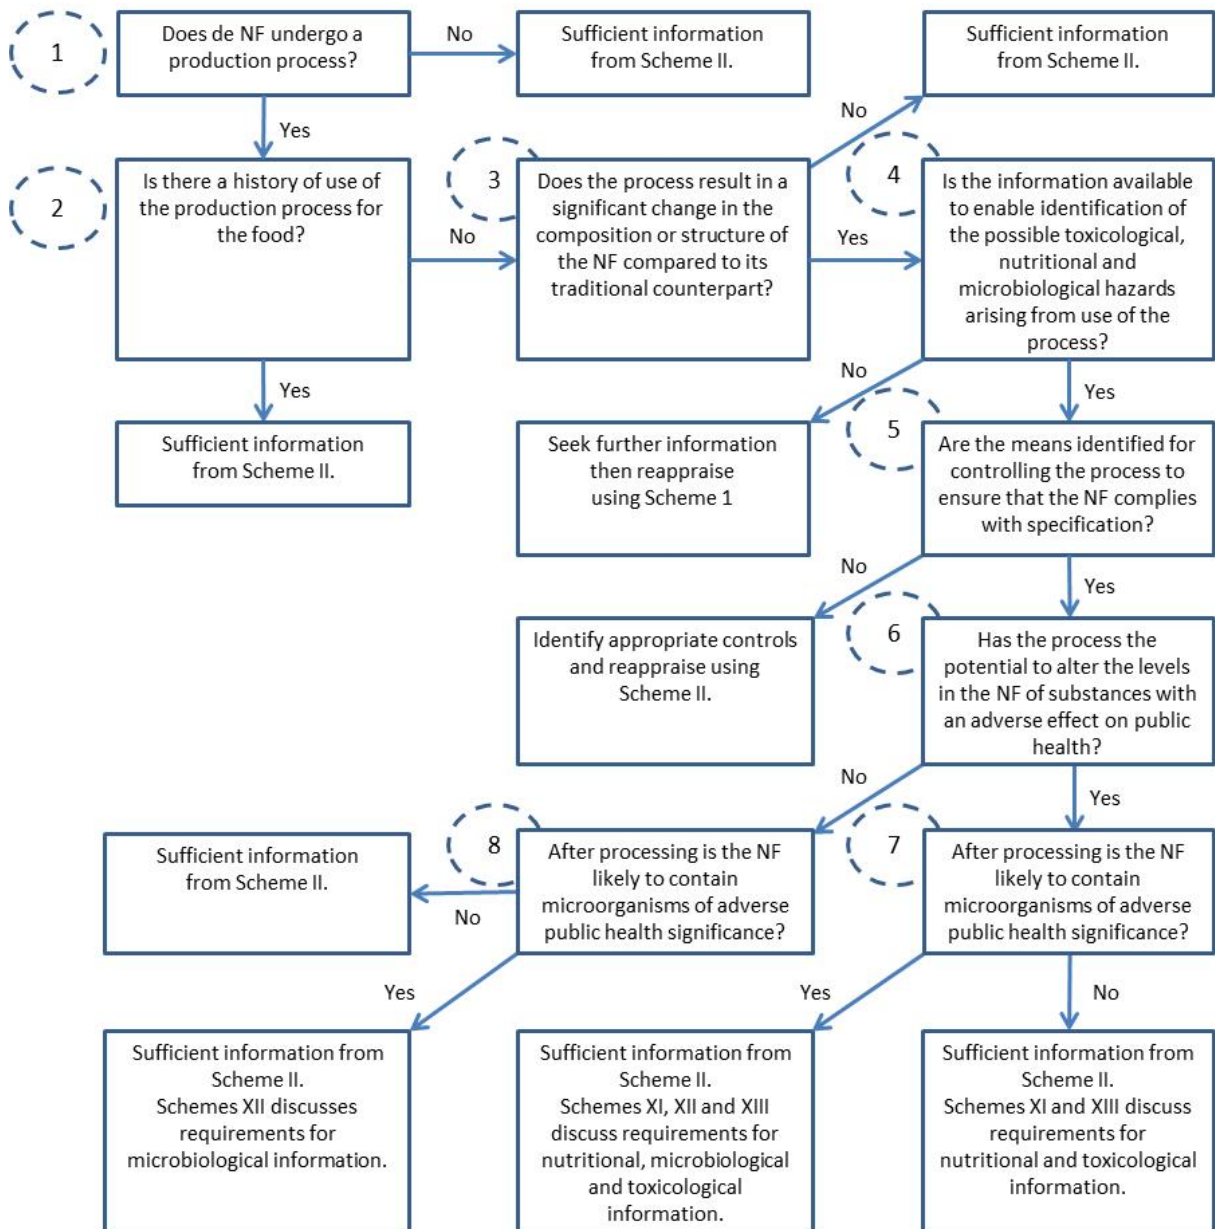 1
Does de NF undergo a
production process?
No
Sufficient information
from Scheme II.
Sufficient information
from Scheme II.
Yes
No
2
Is there a history of use of
the production process for
the food?
No
3
Does the process result in a
significant change in the
composition or structure of
the NF compared to its
traditional counterpart?
Yes
4
Is the information available
to enable identification of
the possible toxicological,
nutritional and
microbiological hazards
arising from use of the
process?
Yes
Sufficient information
from Scheme II.
No
Seek further information
then reappraise
using Scheme 1
Yes
5
Are the means identified for
controlling the process to
ensure that the NF complies
with specification?
No
Identify appropriate controls
and reappraise using
Scheme II.
Yes
6
Has the process the
potential to alter the levels
in the NF of substances with
an adverse effect on public
health?
No
Yes
Sufficient information
from Scheme II.
No
8
After processing is the NF
likely to contain
microorganisms of adverse
public health significance?
7
After processing is the NF
likely to contain
microorganisms of adverse
public health significance?
Yes
Yes
No
Sufficient information from
Scheme II.
Schemes XII discusses
requirements for
microbiological information.
Sufficient information from
Scheme II.
Schemes XI, XII and XIII
discuss requirements for
nutritional, microbiological
and toxicological
information.
Sufficient information from
Scheme II.
Schemes XI and XIII discuss
requirements for
nutritional and toxicological
information.